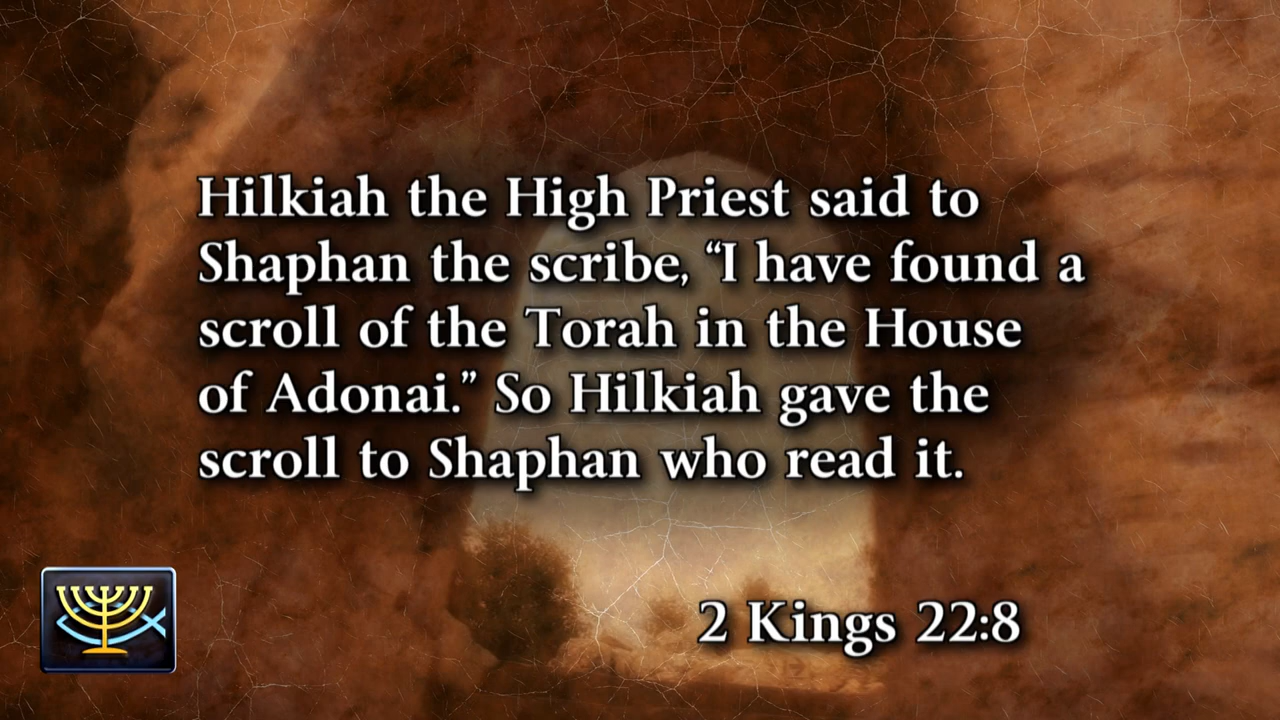 Hilkiah the High Priest said to
Shaphan the scribe, “I have found a
scroll of the Torah in the House
of Adonai.” So Hilkiah gave the
scroll to Shaphan who read it.
2 Kings 22:8